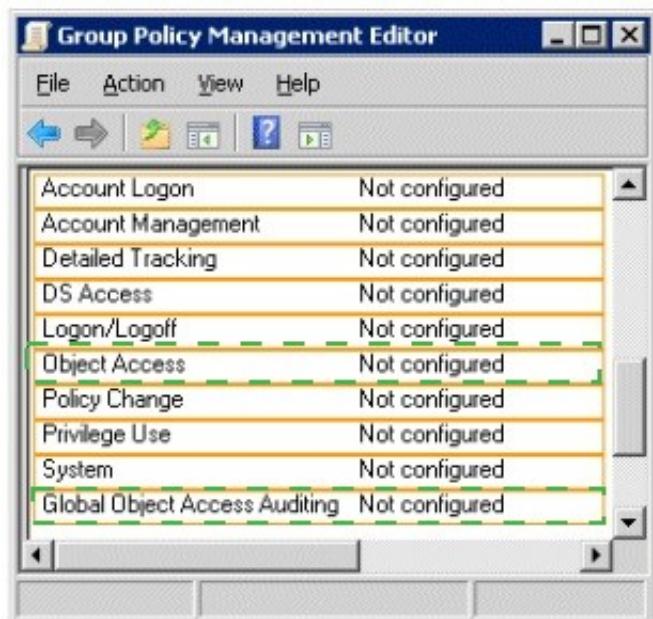 Group Policy Management Editor
File Action View Help
Account Logon Not configured
Account Management Not configured
Detailed Tracking Not configured
DS Access Not configured
Logon/Logoff Not configured
Object Access Not configured
Policy Change Not configured
Privilege Use Not configured
System Not configured
Global Object Access Auditing Not configured